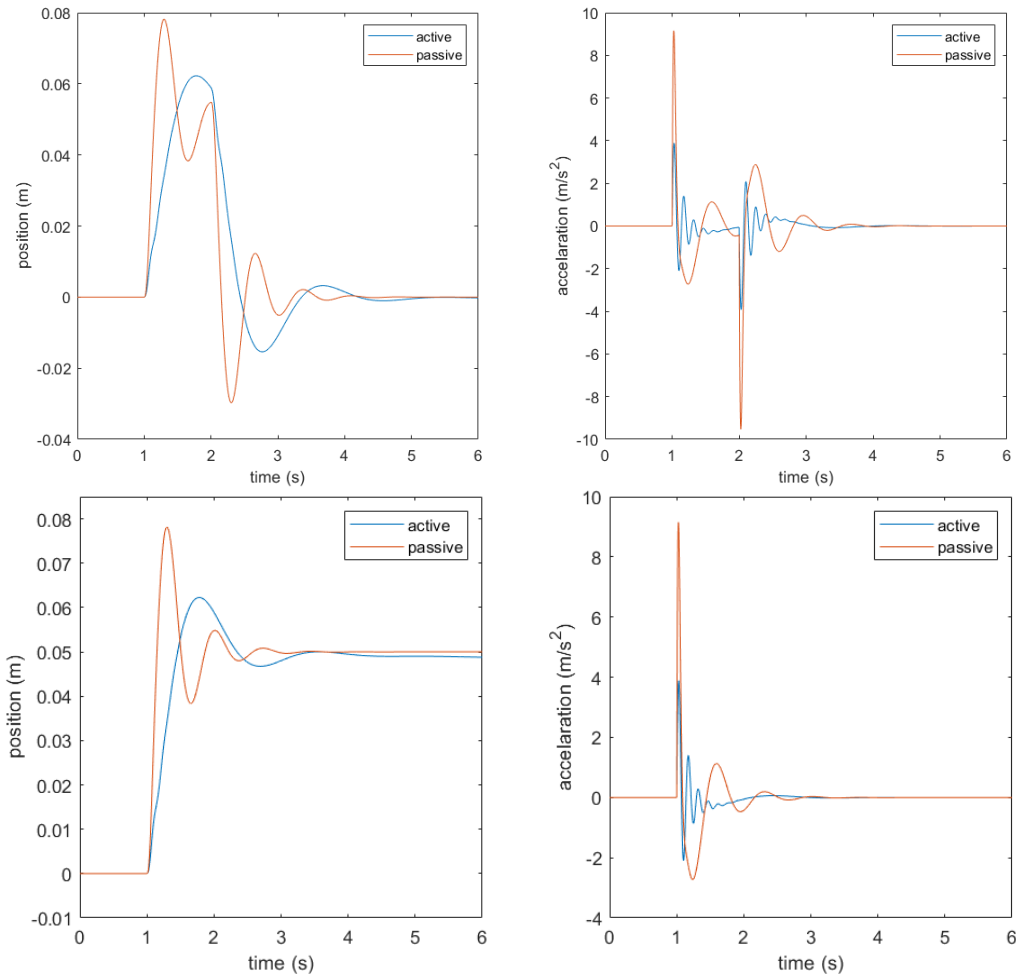 0.08
0.06
0.04
0.02
0
-0.02
-0.04
position (m)
0 1 2 3 4 5 6
time (s)
active
passive
10
8
6
4
2
0
-2
-4
-6
-8
-10
accelaration (m/s2)
0 1 2 3 4 5 6
time (s)
active
passive
0.08
0.07
0.06
0.05
0.04
0.03
0.02
0.01
0
-0.01
position (m)
0 1 2 3 4 5 6
time (s)
active
passive
10
8
6
4
2
0
-2
-4
accelaration (m/s2)
0 1 2 3 4 5 6
time (s)
active
passive